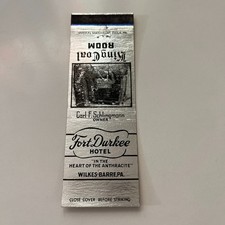 King Coal
ROOM
Carl F. Schlingmann
OWNER
Fort Durkee
HOTEL
"IN THE
HEART OF THE ANTHRACITE"
WILKES-BARRE, PA.
CLOSE COVER BEFORE STRIKING